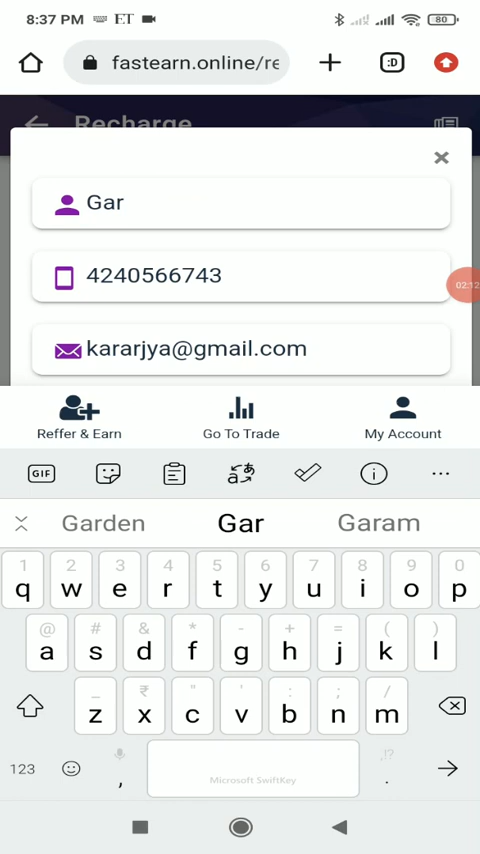 8:37 PM ET 80
fastearn.online/re :D
Recharge
×
Gar
02:12
4240566743
kararjya@gmail.com
Reffer & Earn Go To Trade My Account
GIF aあ i ...
Garden Gar Garam
1 2 3 4 5 6 7 8 9 0
q w e r t y u i o p
@ # & * - + = ( )
a s d f g h j k l
_ ₹ " ' : ; /
z x c v b n m
,!?
123 , Microsoft SwiftKey .